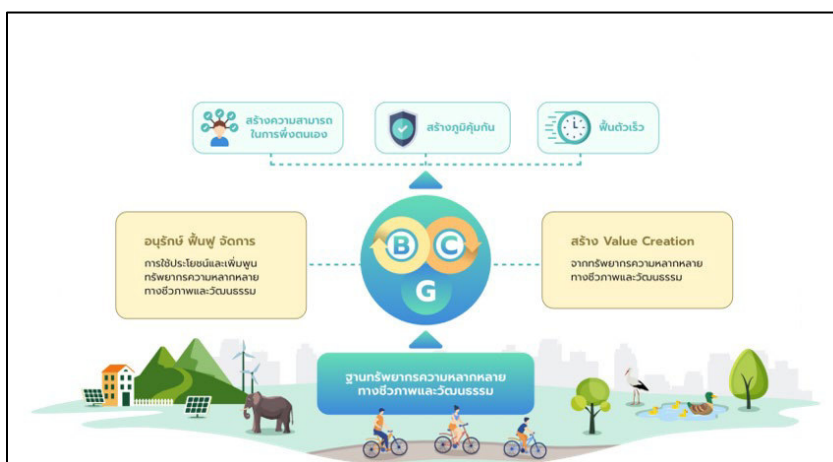 สร้างความสามารถ
ในการพึ่งตนเอง
สร้างภูมิคุ้มกัน
ฟื้นตัวเร็ว
อนุรักษ์ ฟื้นฟู จัดการ
การใช้ประโยชน์และเพิ่มพูน
ทรัพยากรความหลากหลาย
ทางชีวภาพและวัฒนธรรม
B C
G
สร้าง Value Creation
จากทรัพยากรความหลากหลาย
ทางชีวภาพและวัฒนธรรม
ฐานทรัพยากรความหลากหลาย
ทางชีวภาพและวัฒนธรรม